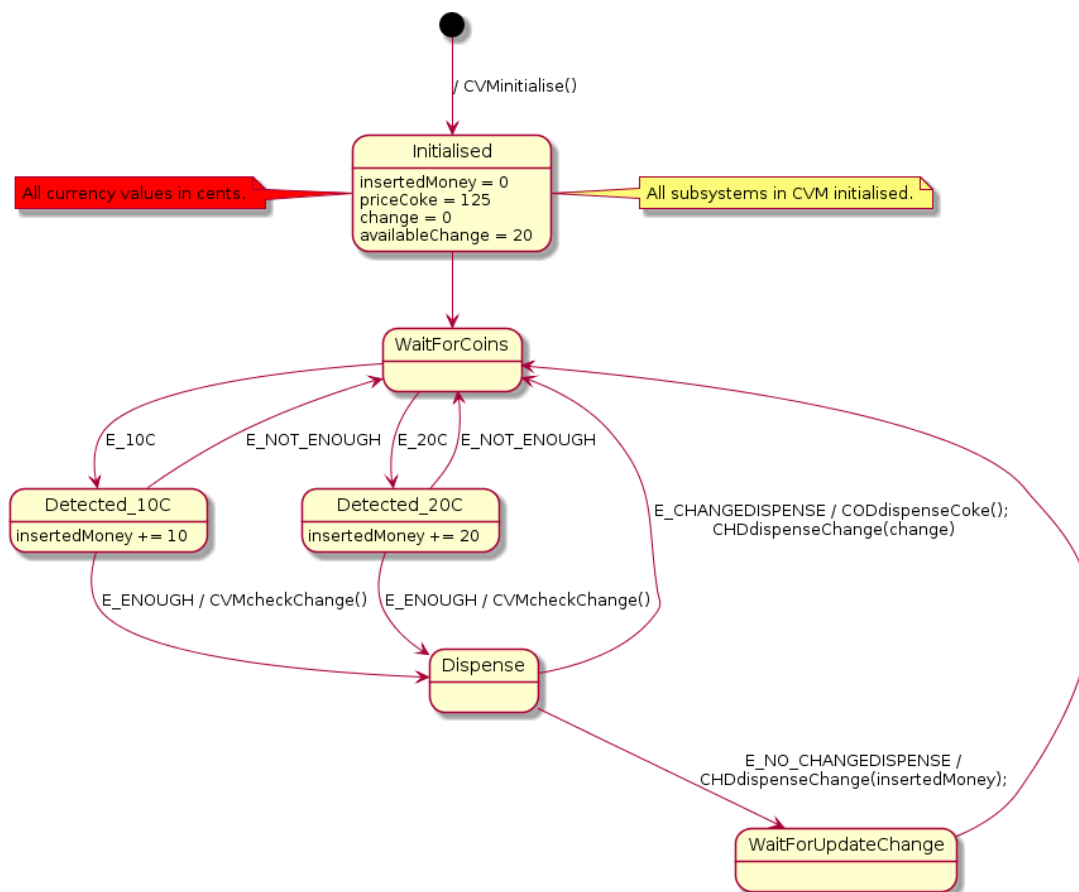 / CVMinitialise()
Initialised
insertedMoney = 0
priceCoke = 125
change = 0
availableChange = 20
All currency values in cents.
All subsystems in CVM initialised.
WaitForCoins
E_10C
E_NOT_ENOUGH
E_20C
E_NOT_ENOUGH
Detected_10C
insertedMoney += 10
Detected_20C
insertedMoney += 20
E_CHANGEDISPENSE / CODdispenseCoke();
CHDdispenseChange(change)
E_ENOUGH / CVMcheckChange()
E_ENOUGH / CVMcheckChange()
Dispense
E_NO_CHANGEDISPENSE /
CHDdispenseChange(insertedMoney);
WaitForUpdateChange